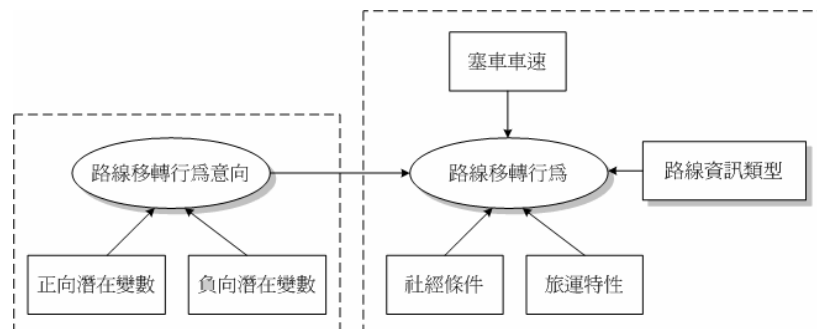 塞車車速
路線移轉行為意向
路線移轉行為
路線資訊類型
正向潛在變數
負向潛在變數
社經條件
旅運特性